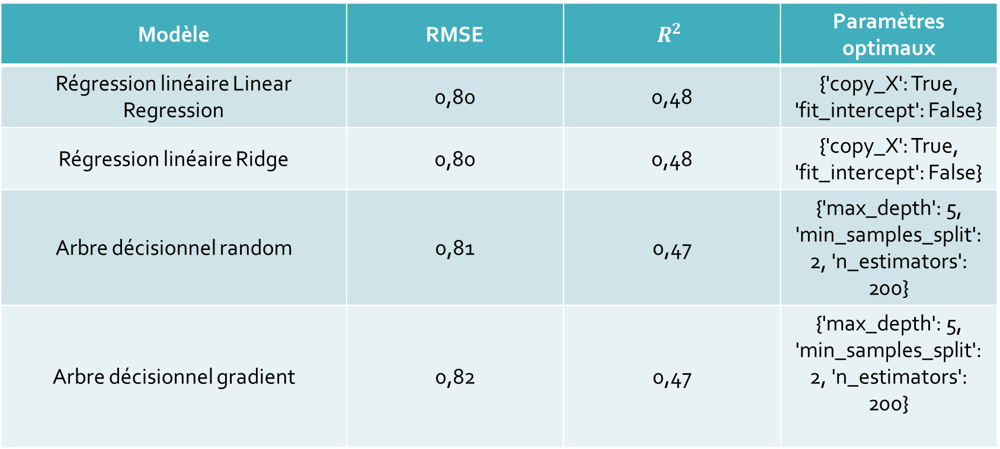 Modèle
RMSE
R²
Paramètres
optimaux
Régression linéaire Linear
Regression
0,80
0,48
{'copy_X': True,
'fit_intercept': False}
Régression linéaire Ridge
0,80
0,48
{'copy_X': True,
'fit_intercept': False}
Arbre décisionnel random
0,81
0,47
{'max_depth': 5,
'min_samples_split':
2, 'n_estimators':
200}
Arbre décisionnel gradient
0,82
0,47
{'max_depth': 5,
'min_samples_split':
2, 'n_estimators':
200}